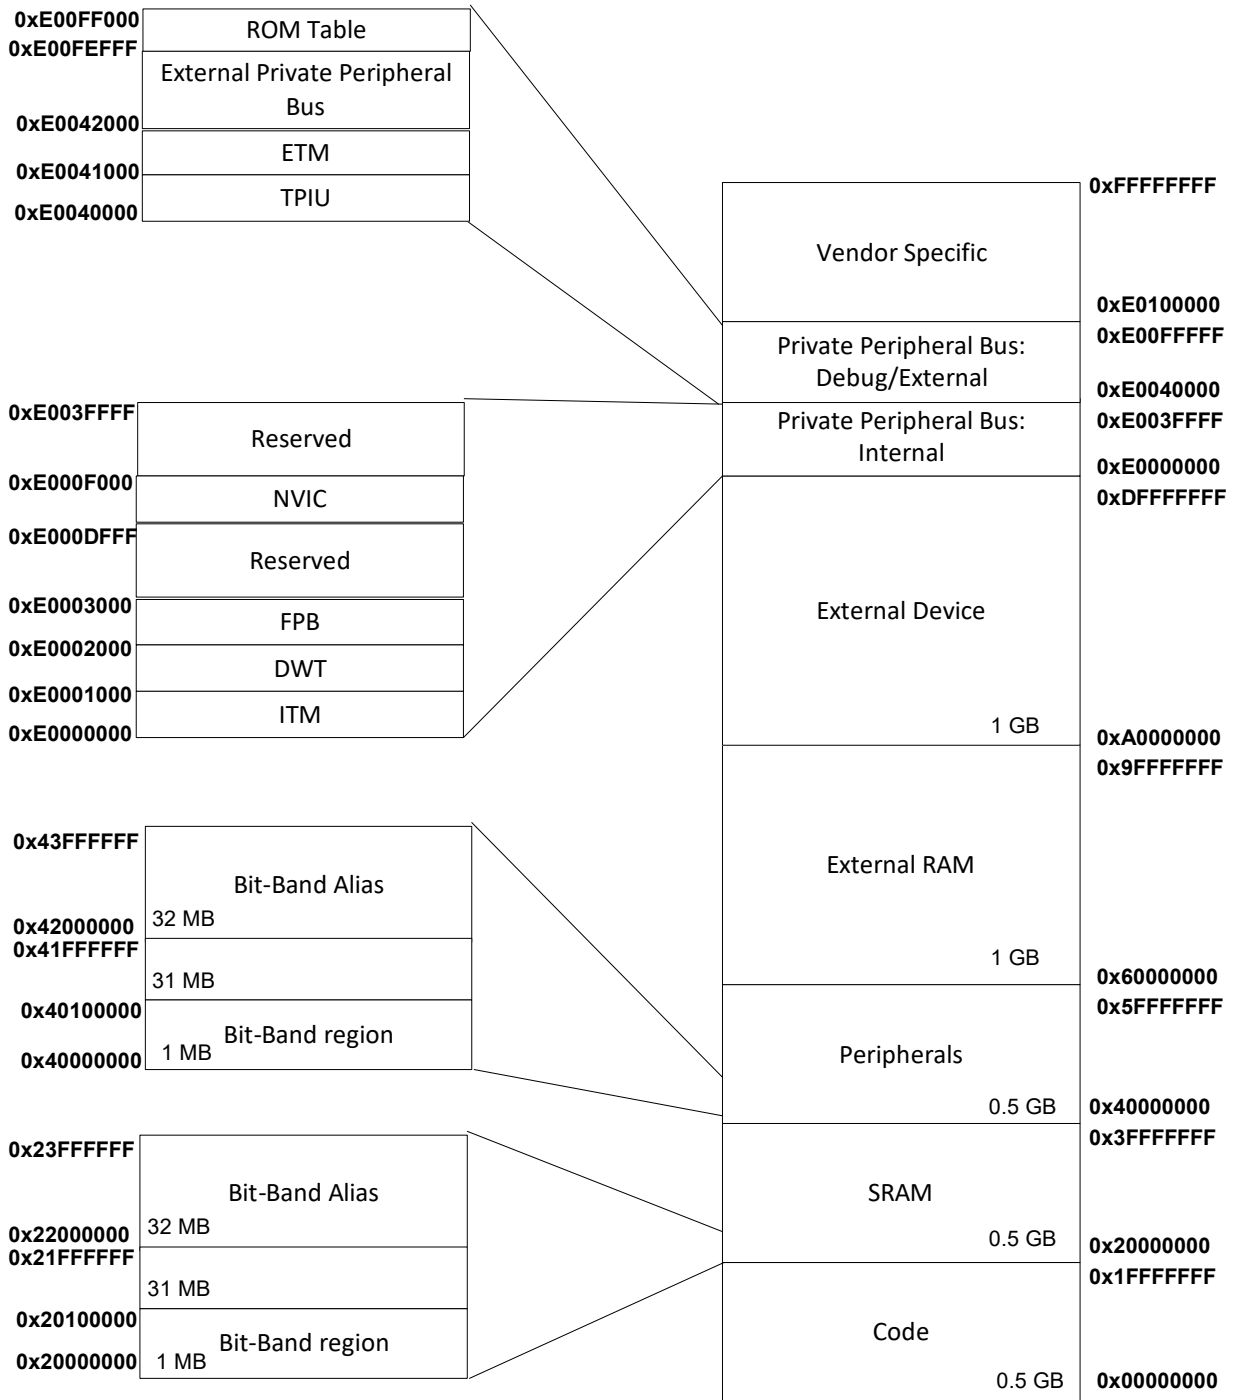 0xE00FF000
ROM Table
0xE00FEFFF
External Private Peripheral
Bus
0xE0042000
ETM
0xE0041000
TPIU
0xE0040000
0xE003FFFF
Reserved
0xE000F000
NVIC
0xE000DFFF
Reserved
0xE0003000
FPB
0xE0002000
DWT
0xE0001000
ITM
0xE0000000
0x43FFFFFF
Bit-Band Alias
32 MB
0x42000000
0x41FFFFFF
31 MB
0x40100000
Bit-Band region
1 MB
0x40000000
0x23FFFFFF
Bit-Band Alias
32 MB
0x22000000
0x21FFFFFF
31 MB
0x20100000
Bit-Band region
1 MB
0x20000000
0xFFFFFFFF
Vendor Specific
0xE0100000
0xE00FFFFF
Private Peripheral Bus:
Debug/External
0xE0040000
0xE003FFFF
Private Peripheral Bus:
Internal
0xE0000000
0xDFFFFFFF
External Device
1 GB
0xA0000000
0x9FFFFFFF
External RAM
1 GB
0x60000000
0x5FFFFFFF
Peripherals
0.5 GB
0x40000000
0x3FFFFFFF
SRAM
0.5 GB
0x20000000
0x1FFFFFFF
Code
0.5 GB
0x00000000